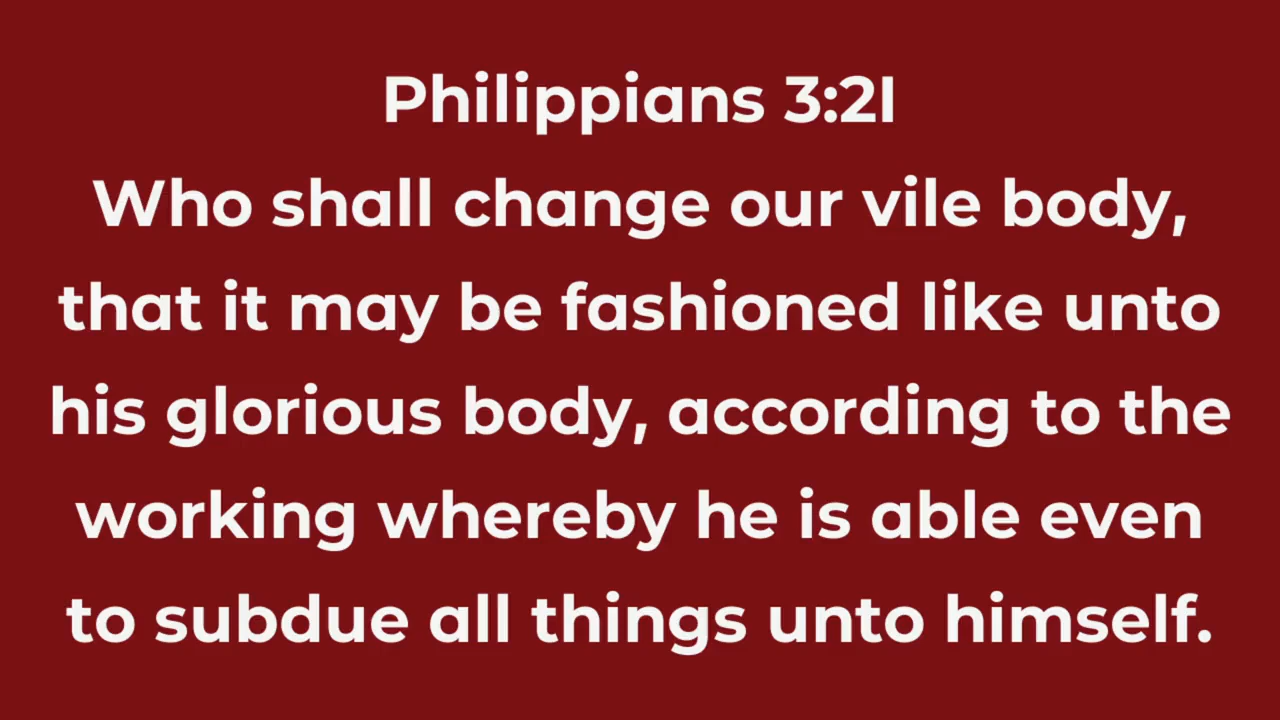 Philippians 3:2I
Who shall change our vile body,
that it may be fashioned like unto
his glorious body, according to the
working whereby he is able even
to subdue all things unto himself.